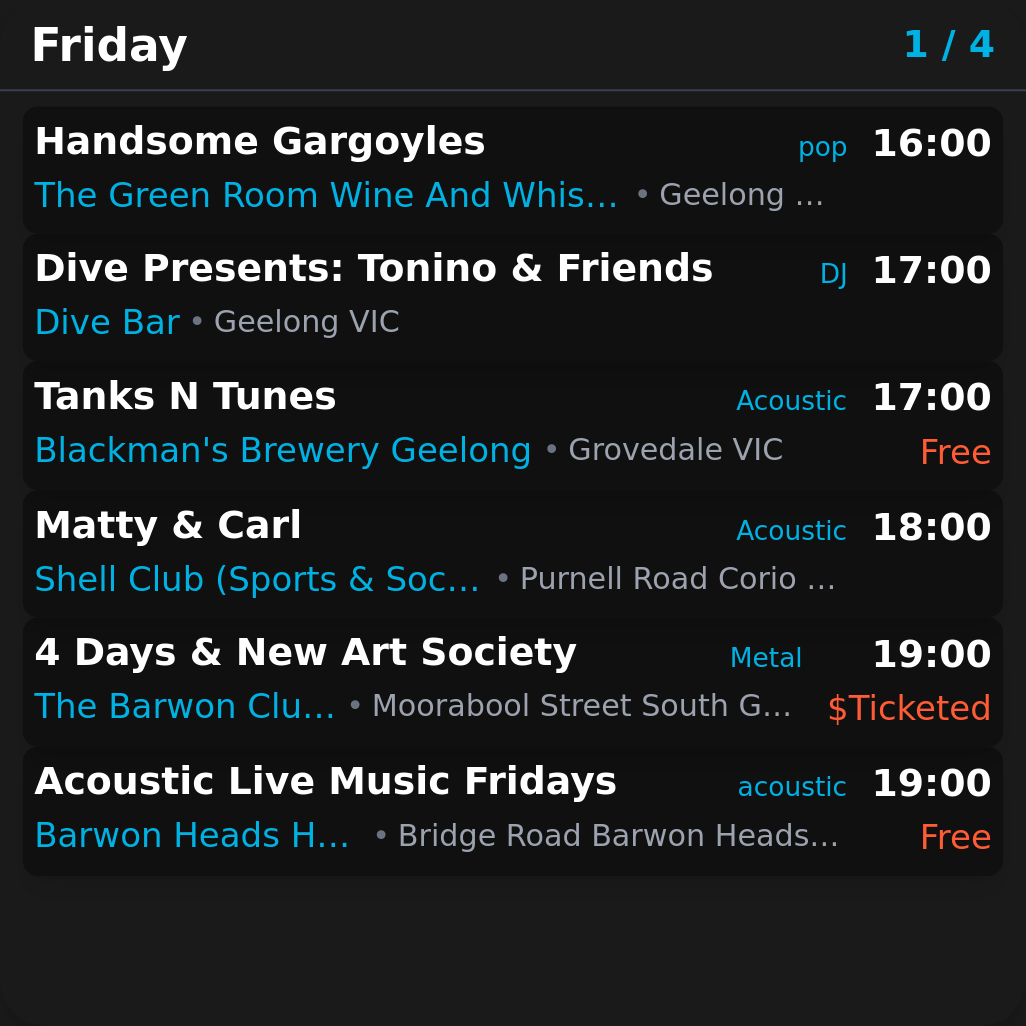 Friday 1 / 4
Handsome Gargoyles pop 16:00
The Green Room Wine And Whis... • Geelong ...
Dive Presents: Tonino & Friends DJ 17:00
Dive Bar • Geelong VIC
Tanks N Tunes Acoustic 17:00
Blackman's Brewery Geelong • Grovedale VIC Free
Matty & Carl Acoustic 18:00
Shell Club (Sports & Soc... • Purnell Road Corio ...
4 Days & New Art Society Metal 19:00
The Barwon Clu... • Moorabool Street South G... $Ticketed
Acoustic Live Music Fridays acoustic 19:00
Barwon Heads H... • Bridge Road Barwon Heads... Free